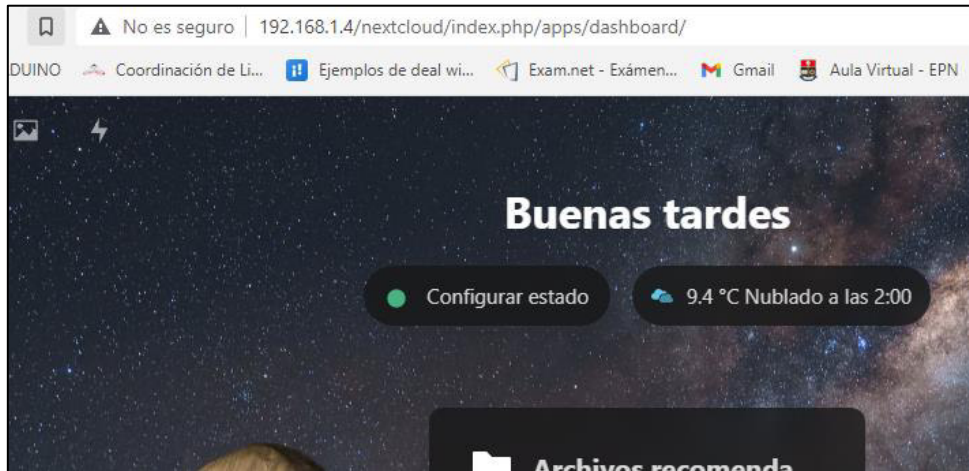 No es seguro | 192.168.1.4/nextcloud/index.php/apps/dashboard/
DUINO Coordinación de Li... Ejemplos de deal wi... Exam.net - Exámen... Gmail Aula Virtual - EPN
Buenas tardes
Configurar estado 9.4 °C Nublado a las 2:00
Archivos recomenda